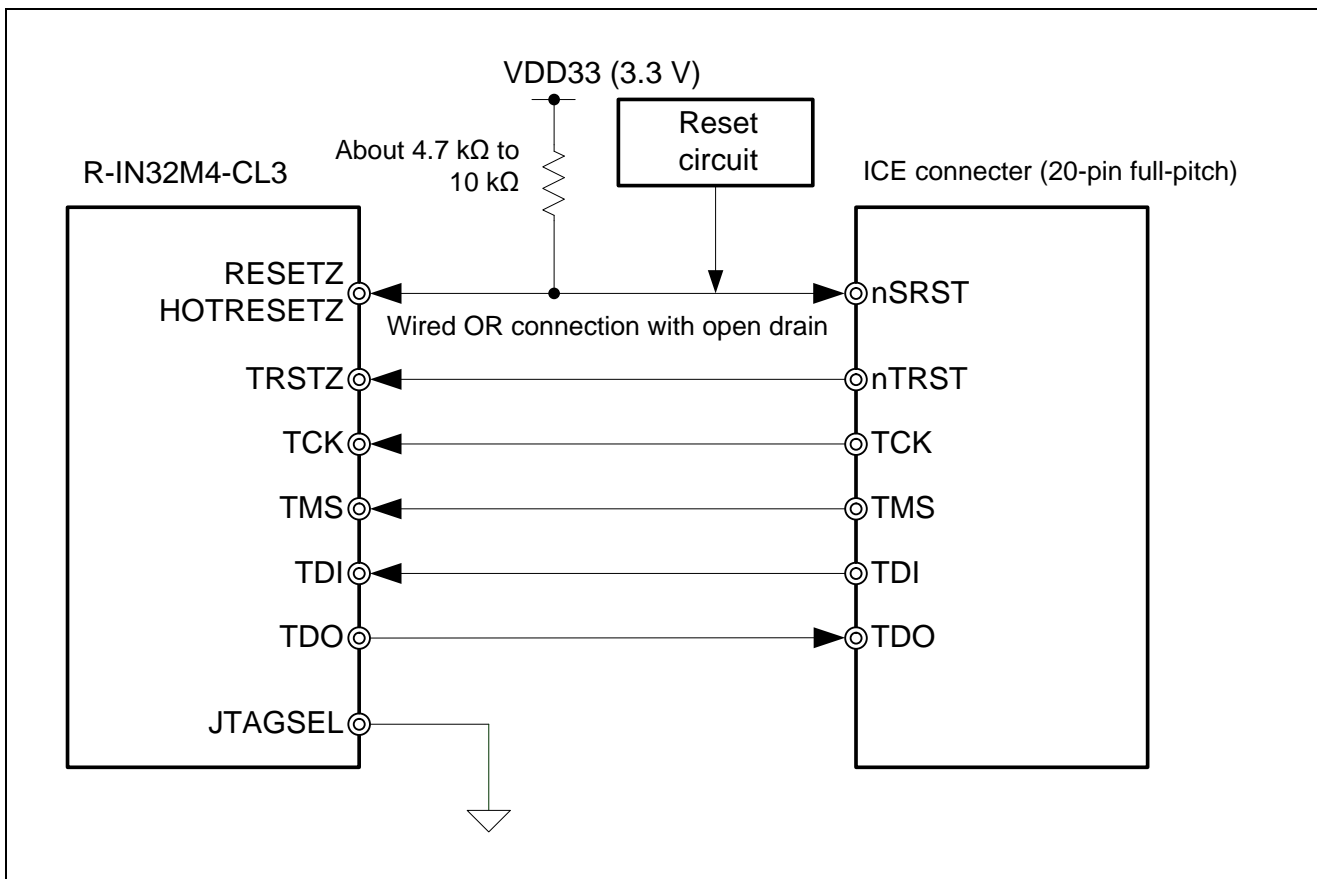 VDD33 (3.3 V)
Reset
circuit
About 4.7 kΩ to
10 kΩ
R-IN32M4-CL3
ICE connecter (20-pin full-pitch)
RESETZ
HOTRESETZ
nSRST
Wired OR connection with open drain
TRSTZ
nTRST
TCK
TCK
TMS
TMS
TDI
TDI
TDO
TDO
JTAGSEL